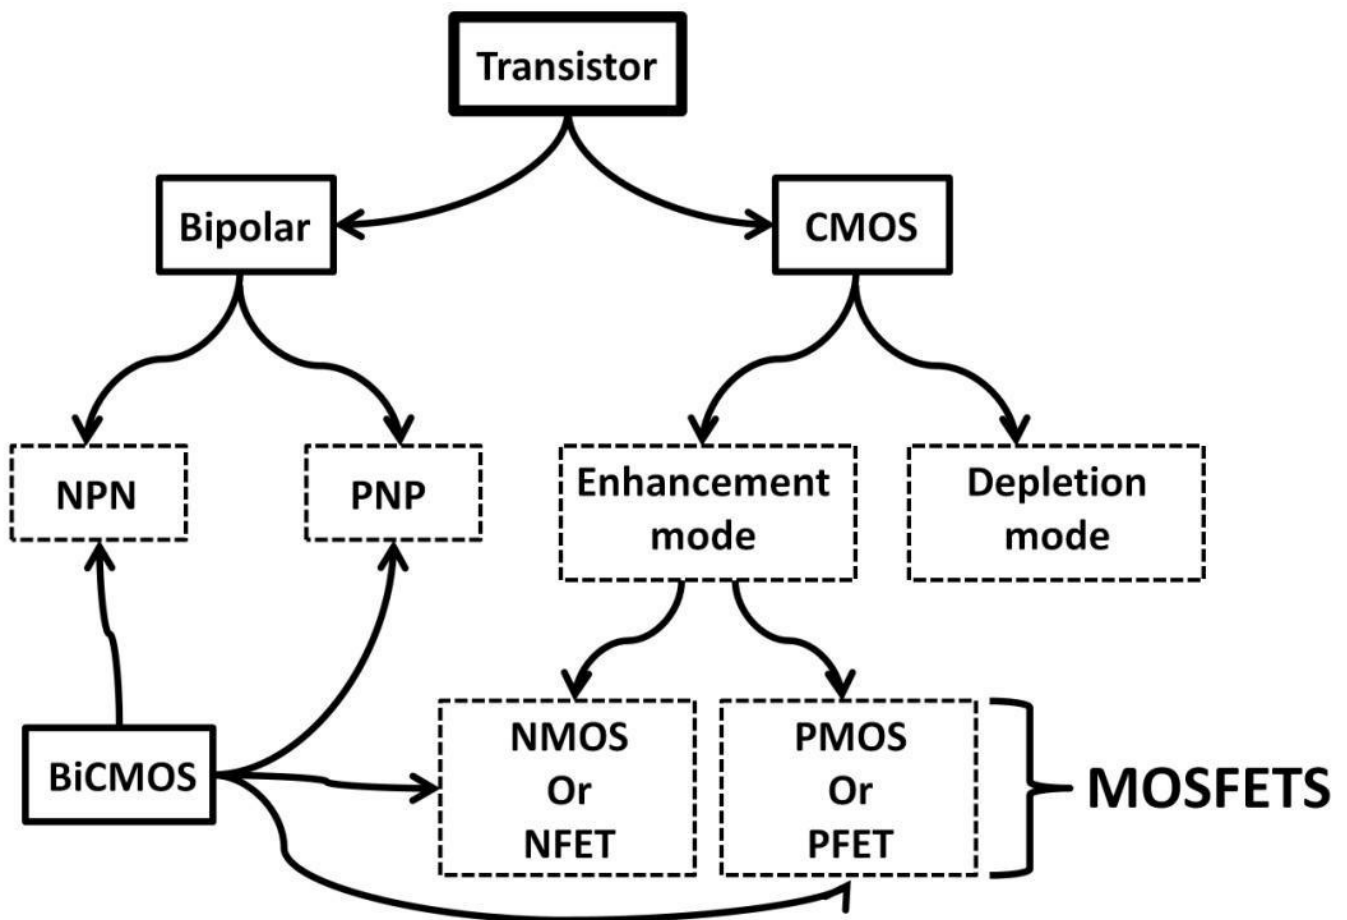 Transistor
Bipolar
CMOS
NPN
PNP
Enhancement
mode
Depletion
mode
BiCMOS
NMOS
Or
NFET
PMOS
Or
PFET
MOSFETS